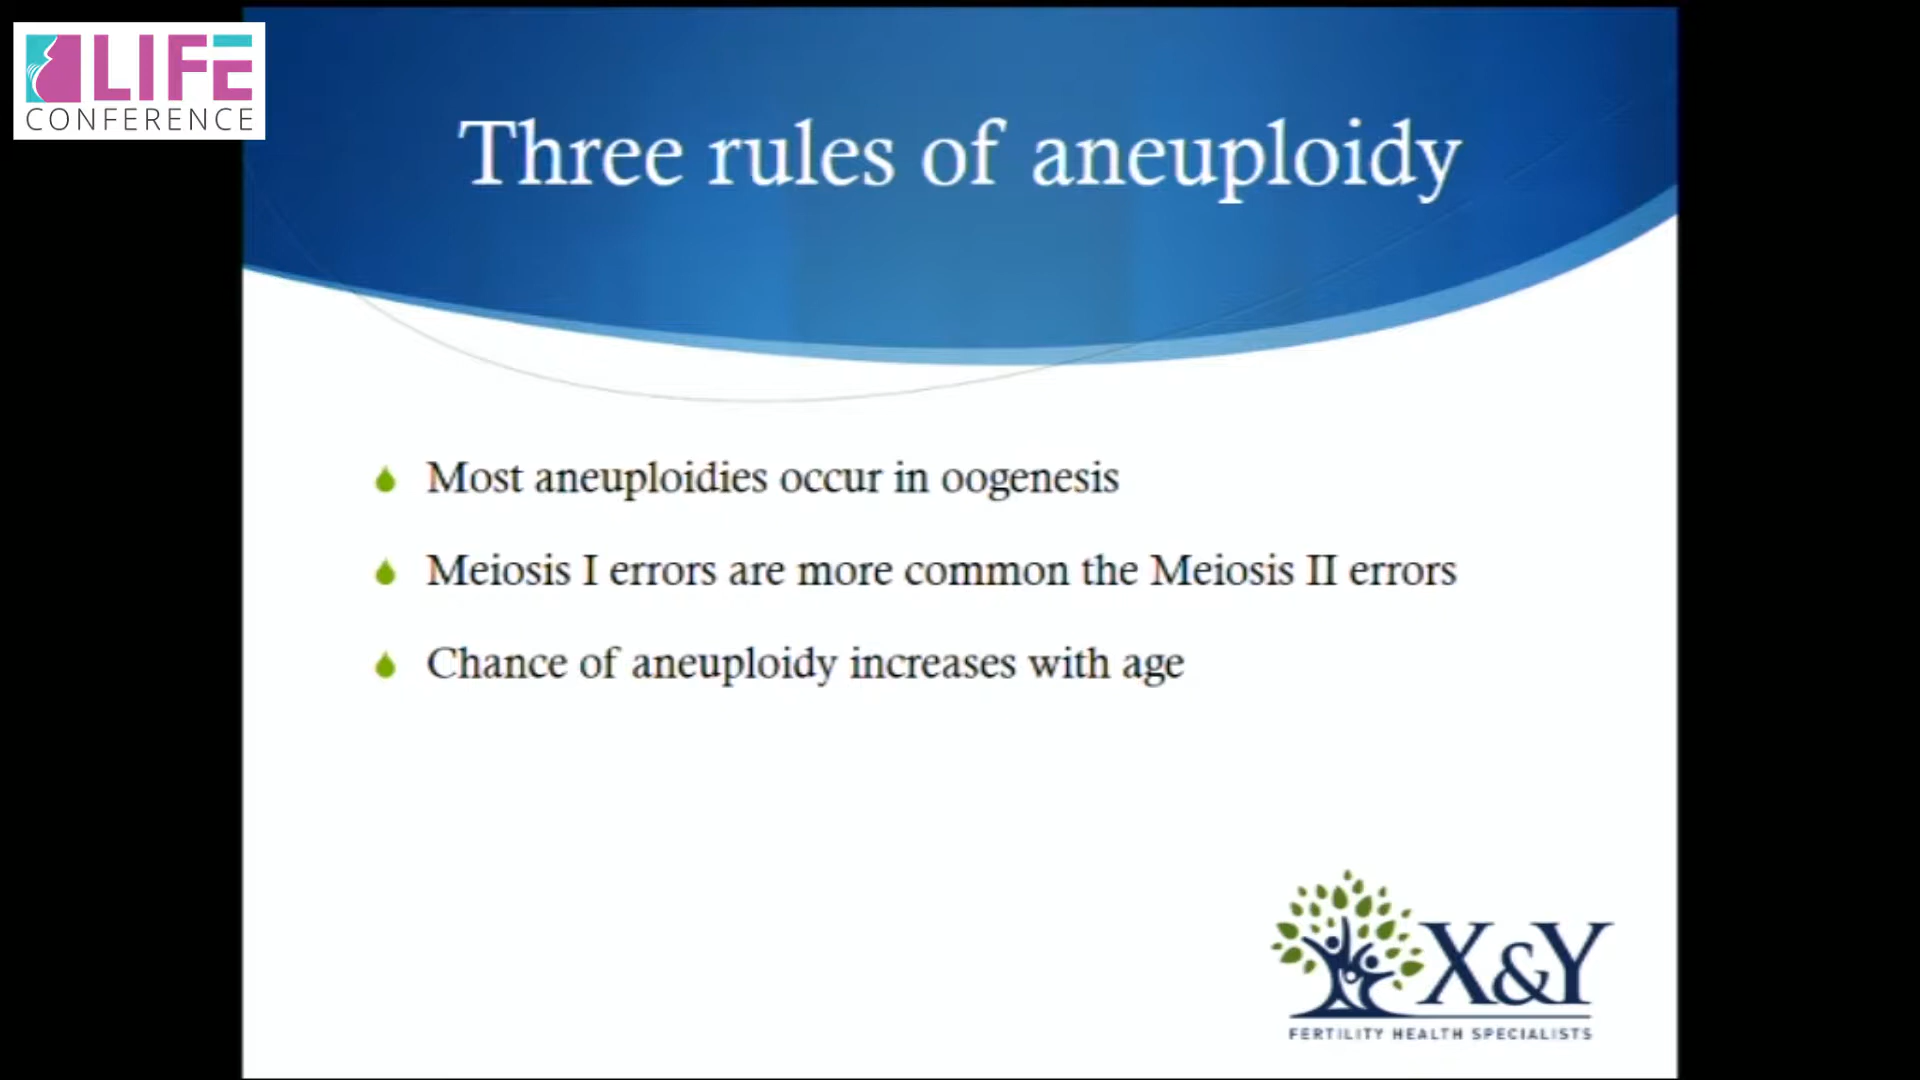 LIFE
CONFERENCE
Three rules of aneuploidy
Most aneuploidies occur in oogenesis
Meiosis I errors are more common the Meiosis II errors
Chance of aneuploidy increases with age
X&Y
FERTILITY HEALTH SPECIALISTS